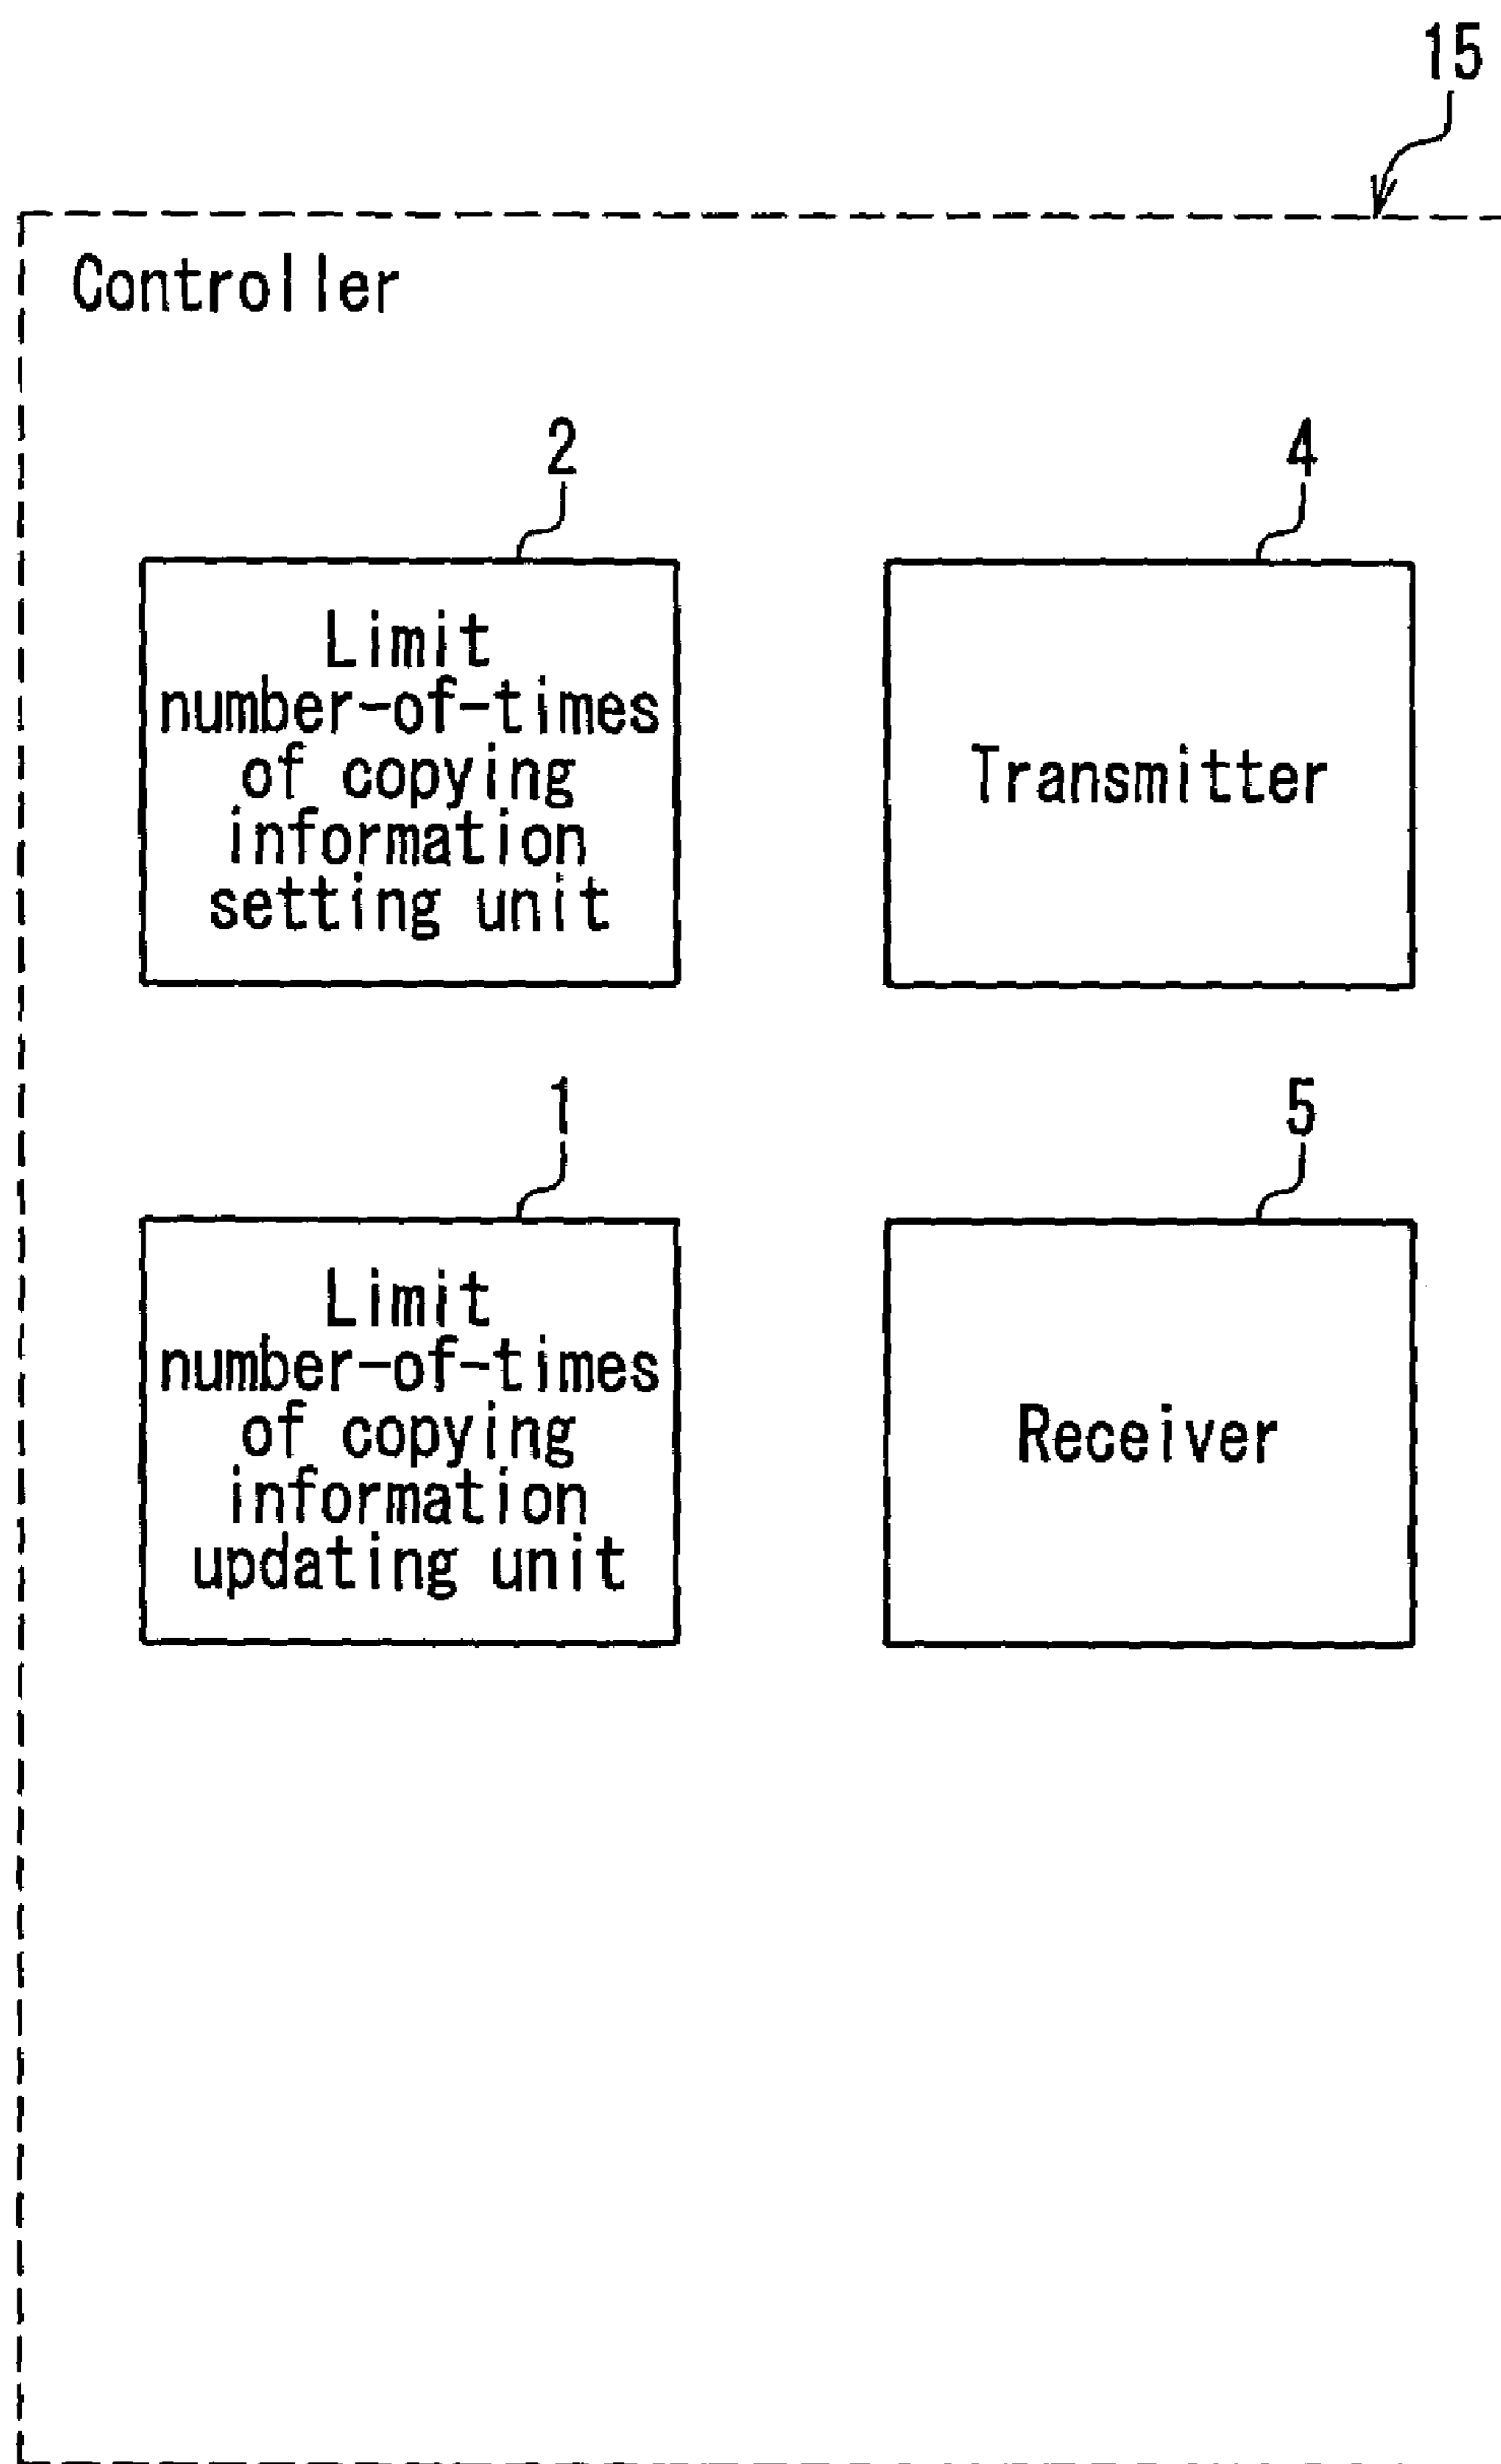 15
Controller
2
Limit
number-of-times
of copying
information
setting unit
4
Transmitter
1
Limit
number-of-times
of copying
information
updating unit
5
Receiver